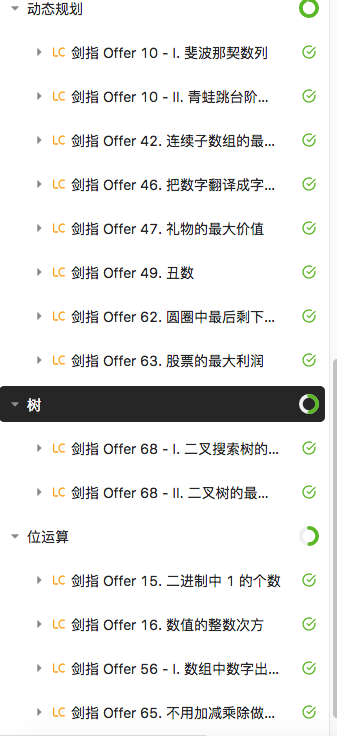 动态规划
LC 剑指 Offer 10 - I. 斐波那契数列
LC 剑指 Offer 10 - II. 青蛙跳台阶...
LC 剑指 Offer 42. 连续子数组的最...
LC 剑指 Offer 46. 把数字翻译成字...
LC 剑指 Offer 47. 礼物的最大价值
LC 剑指 Offer 49. 丑数
LC 剑指 Offer 62. 圆圈中最后剩下...
LC 剑指 Offer 63. 股票的最大利润
树
LC 剑指 Offer 68 - I. 二叉搜索树的...
LC 剑指 Offer 68 - II. 二叉树的最...
位运算
LC 剑指 Offer 15. 二进制中 1 的个数
LC 剑指 Offer 16. 数值的整数次方
LC 剑指 Offer 56 - I. 数组中数字出...
LC 剑指 Offer 65. 不用加减乘除做...